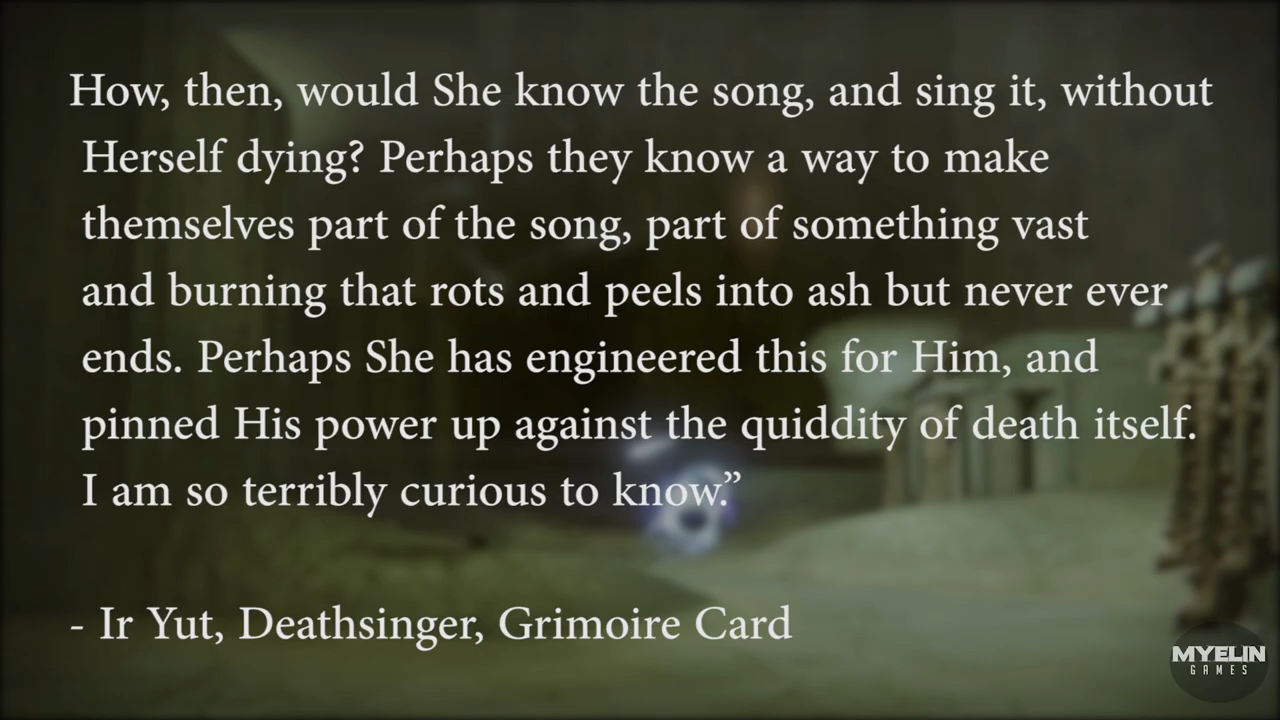 How, then, would She know the song, and sing it, without
Herself dying? Perhaps they know a way to make
themselves part of the song, part of something vast
and burning that rots and peels into ash but never ever
ends. Perhaps She has engineered this for Him, and
pinned His power up against the quiddity of death itself.
I am so terribly curious to know.”
- Ir Yut, Deathsinger, Grimoire Card
MYELIN
GAMES